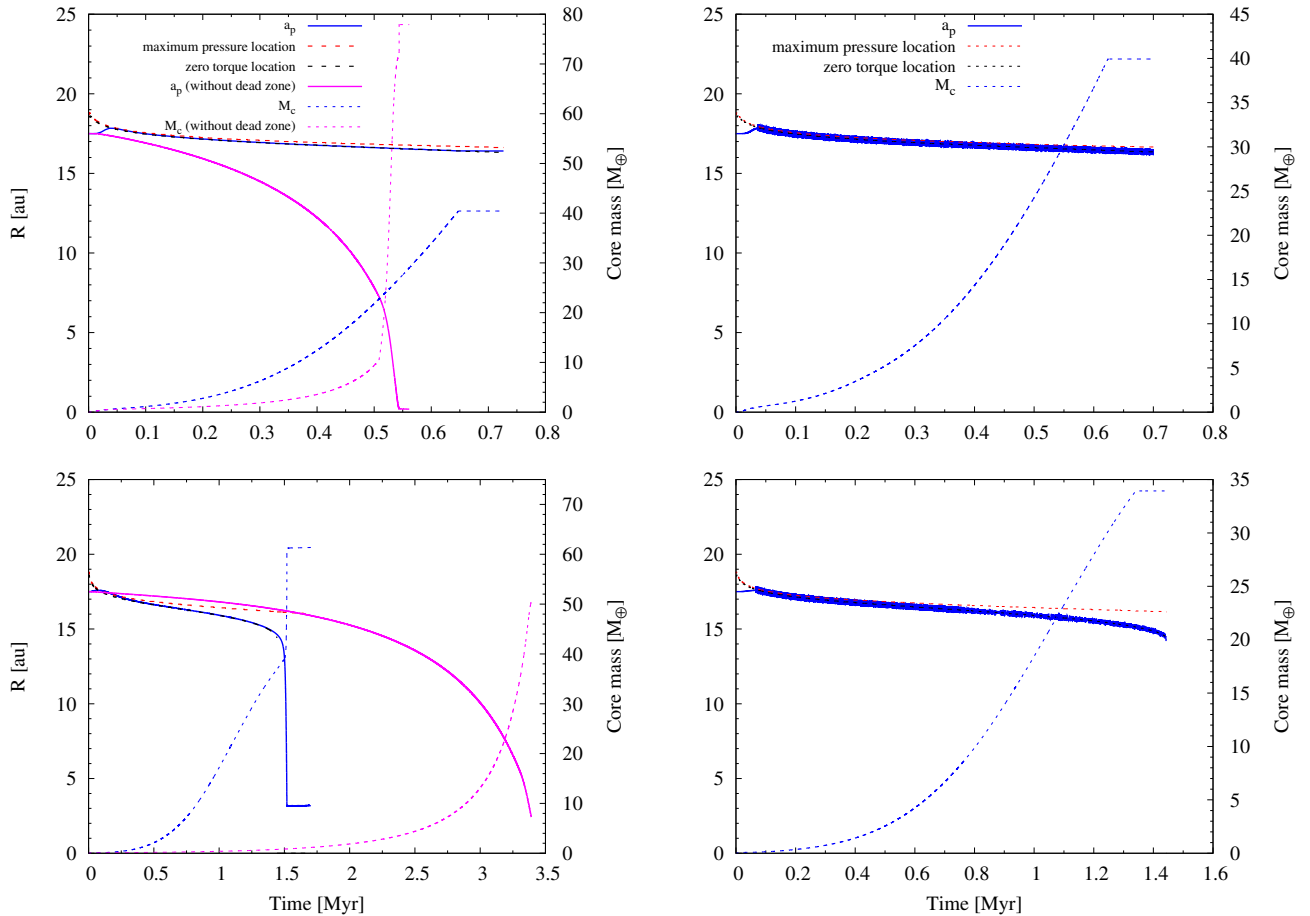 25
20
15
10
5
0
R [au]
a_p
maximum pressure location
zero torque location
a_p (without dead zone)
M_c
M_c (without dead zone)
80
70
60
50
40
30
20
10
0
Core mass [M⊕]
0 0.1 0.2 0.3 0.4 0.5 0.6 0.7 0.8
25
20
15
10
5
0
a_p
maximum pressure location
zero torque location
M_c
45
40
35
30
25
20
15
10
5
0
Core mass [M⊕]
0 0.1 0.2 0.3 0.4 0.5 0.6 0.7 0.8
25
20
15
10
5
0
R [au]
70
60
50
40
30
20
10
0
Core mass [M⊕]
0 0.5 1 1.5 2 2.5 3 3.5
Time [Myr]
25
20
15
10
5
0
35
30
25
20
15
10
5
0
Core mass [M⊕]
0 0.2 0.4 0.6 0.8 1 1.2 1.4 1.6
Time [Myr]